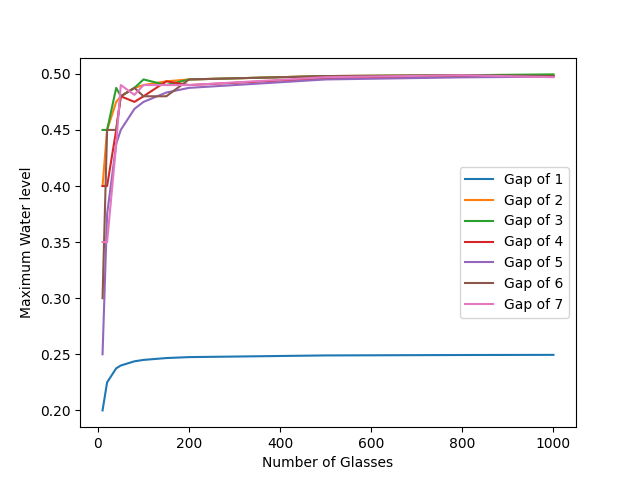 0.50
0.45
0.40
0.35
0.30
0.25
0.20
Maximum Water level
Gap of 1
Gap of 2
Gap of 3
Gap of 4
Gap of 5
Gap of 6
Gap of 7
0 200 400 600 800 1000
Number of Glasses